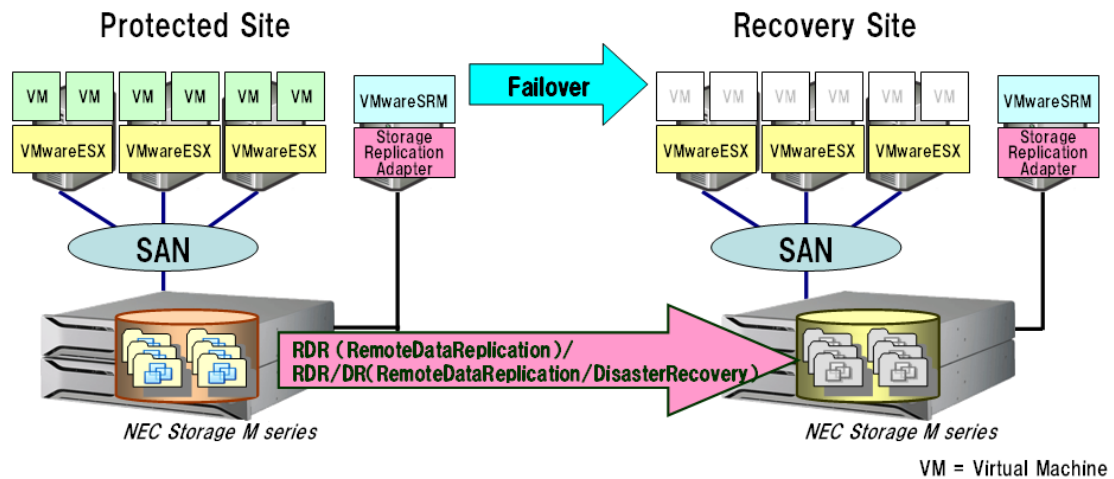 Protected Site
Recovery Site
VM VM VM VM VM VM
VMwareSRM
Failover
VM VM VM VM VM VM
VMwareSRM
VMwareESX VMwareESX VMwareESX
Storage
Replication
Adapter
VMwareESX VMwareESX VMwareESX
Storage
Replication
Adapter
SAN
SAN
RDR (RemoteDataReplication)/
RDR/DR(RemoteDataReplication/DisasterRecovery)
NEC Storage M series
NEC Storage M series
VM = Virtual Machine